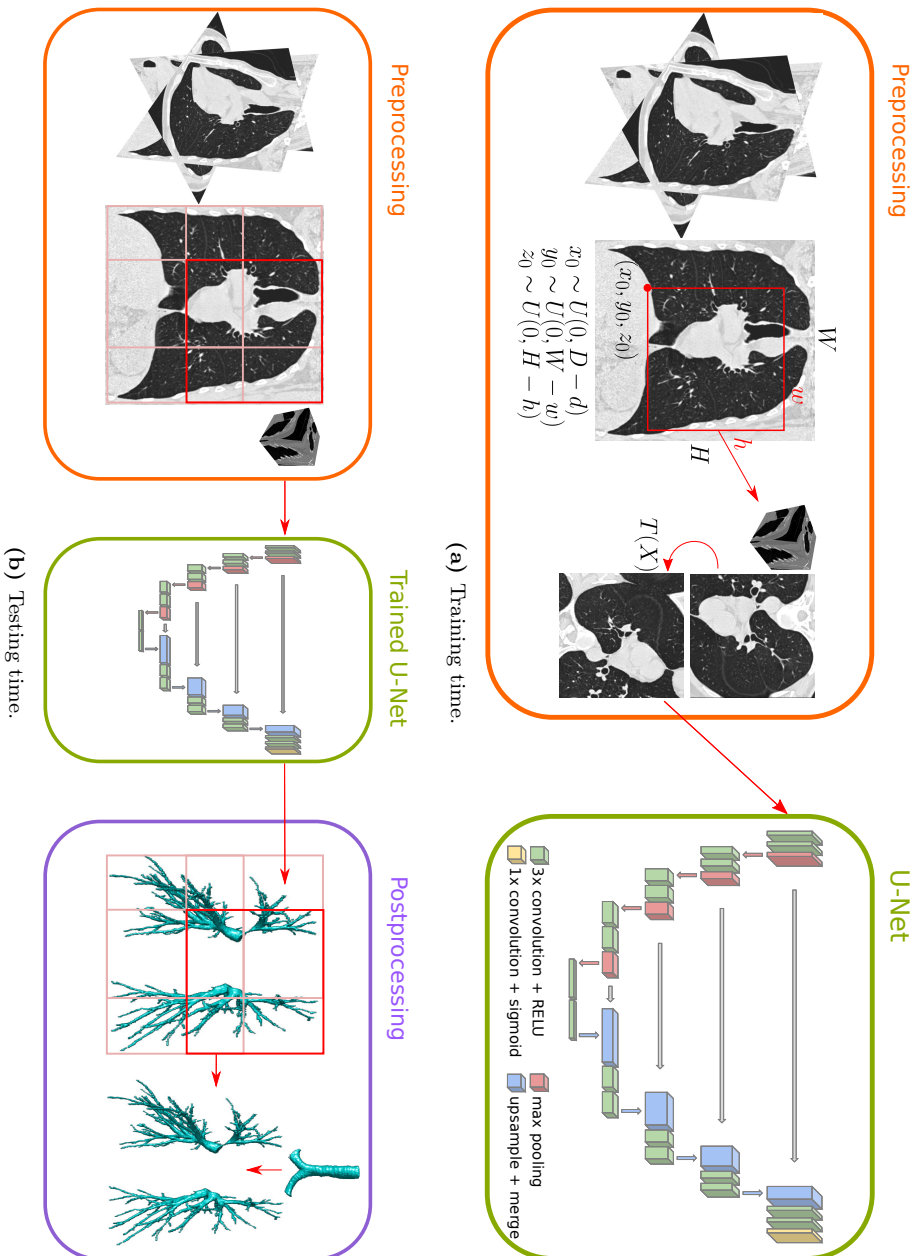 Preprocessing
U-Net
W
w
h
H
(x₀, y₀, z₀)
x₀ ∼ U(0, D − d)
y₀ ∼ U(0, W − w)
z₀ ∼ U(0, H − h)
T(X)
3x convolution + RELU
max pooling
1x convolution + sigmoid
upsample + merge
(a) Training time.
Preprocessing
Trained U-Net
Postprocessing
(b) Testing time.